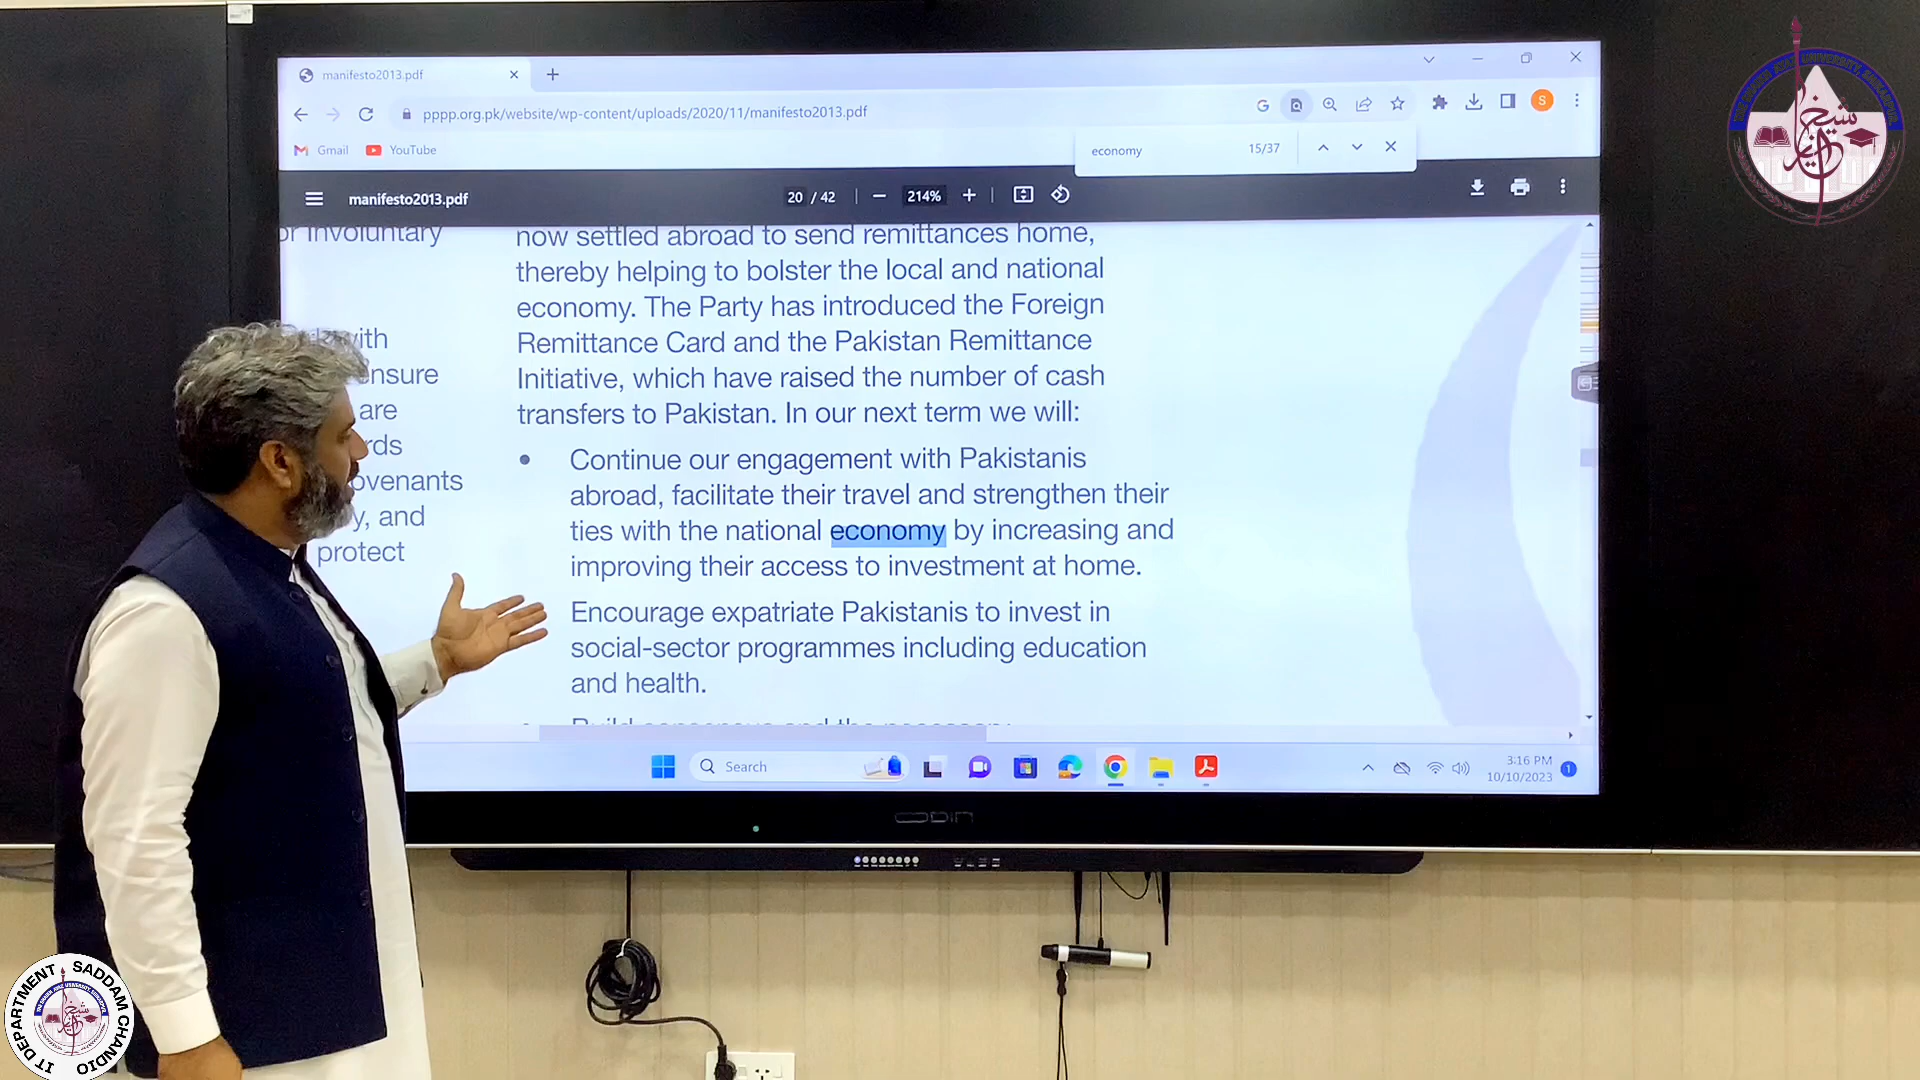 manifesto2013.pdf
pppp.org.pk/website/wp-content/uploads/2020/11/manifesto2013.pdf
Gmail
YouTube
economy
15/37
manifesto2013.pdf
20 / 42
214%
or involuntary
with
ensure
are
protect
now settled abroad to send remittances home,
thereby helping to bolster the local and national
economy. The Party has introduced the Foreign
Remittance Card and the Pakistan Remittance
Initiative, which have raised the number of cash
transfers to Pakistan. In our next term we will:
• Continue our engagement with Pakistanis
abroad, facilitate their travel and strengthen their
ties with the national economy by increasing and
improving their access to investment at home.
Encourage expatriate Pakistanis to invest in
social-sector programmes including education
and health.
Search
3:16 PM
10/10/2023
1
S
IT DEPARTMENT SADDAM CHANDIO